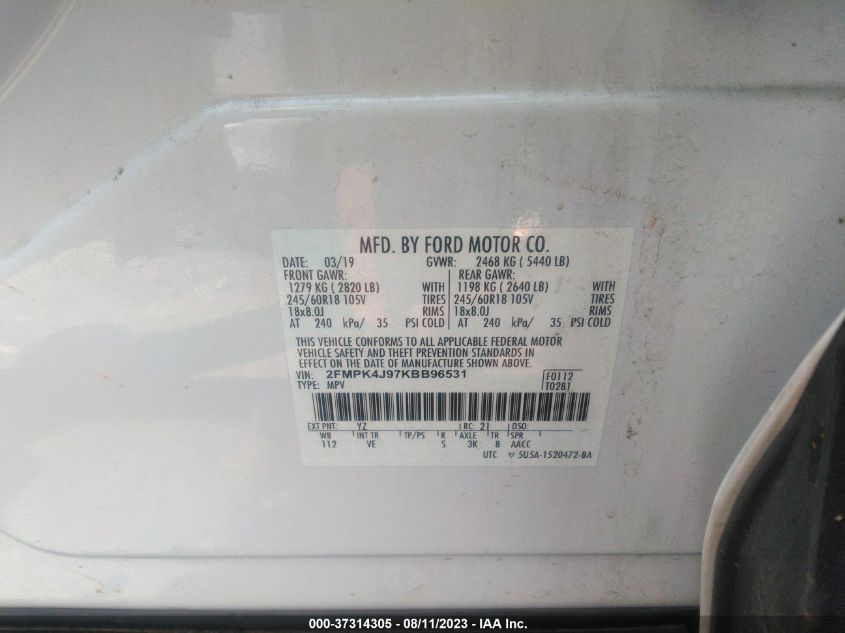 MFD. BY FORD MOTOR CO.
DATE: 03/19 GVWR: 2468 KG ( 5440 LB)
FRONT GAWR: REAR GAWR:
1279 KG ( 2820 LB) WITH 1198 KG ( 2640 LB) WITH
245/60R18 105V TIRES 245/60R18 105V TIRES
18x8.0J RIMS 18x8.0J RIMS
AT 240 kPa/ 35 PSI COLD AT 240 kPa/ 35 PSI COLD
THIS VEHICLE CONFORMS TO ALL APPLICABLE FEDERAL MOTOR
VEHICLE SAFETY AND THEFT PREVENTION STANDARDS IN
EFFECT ON THE DATE OF MANUFACTURE SHOWN ABOVE.
VIN: 2FMPK4J97KBB96531 F0112
TYPE: MPV T0281
EXT PNT: YZ RC: 21 DSO:
WB INT TR TP/PS R AXLE TR SPR
112 VE S 3K 8 AACC
UTC ▽ 5U5A-1520472-BA
000-37314305 - 08/11/2023 - IAA Inc.